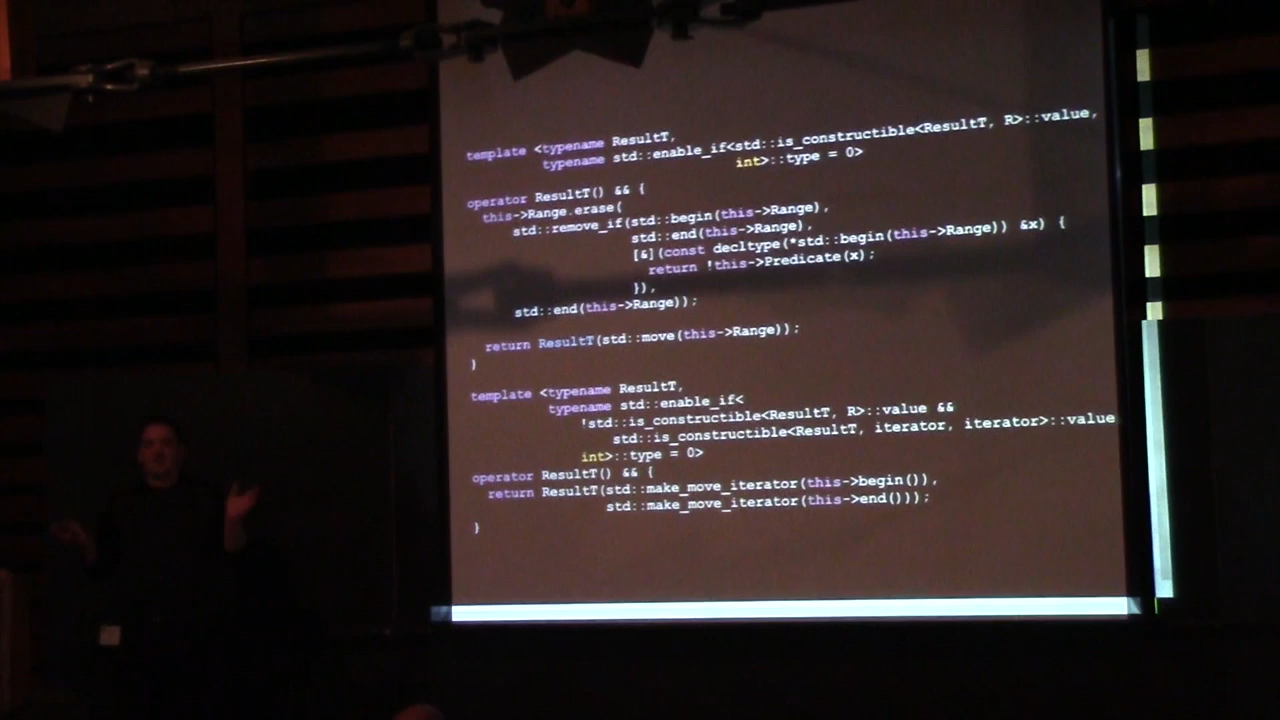 template <typename ResultT,
typename std::enable_if<std::is_constructible<ResultT, R>::value,
int>::type = 0>
operator ResultT() && {
this->Range.erase(
std::remove_if(std::begin(this->Range),
std::end(this->Range),
[&](const decltype(*std::begin(this->Range)) &x) {
return !this->Predicate(x);
}),
std::end(this->Range));
return ResultT(std::move(this->Range));
}
template <typename ResultT,
typename std::enable_if<
!std::is_constructible<ResultT, R>::value &&
std::is_constructible<ResultT, iterator, iterator>::value
int>::type = 0>
operator ResultT() && {
return ResultT(std::make_move_iterator(this->begin()),
std::make_move_iterator(this->end()));
}